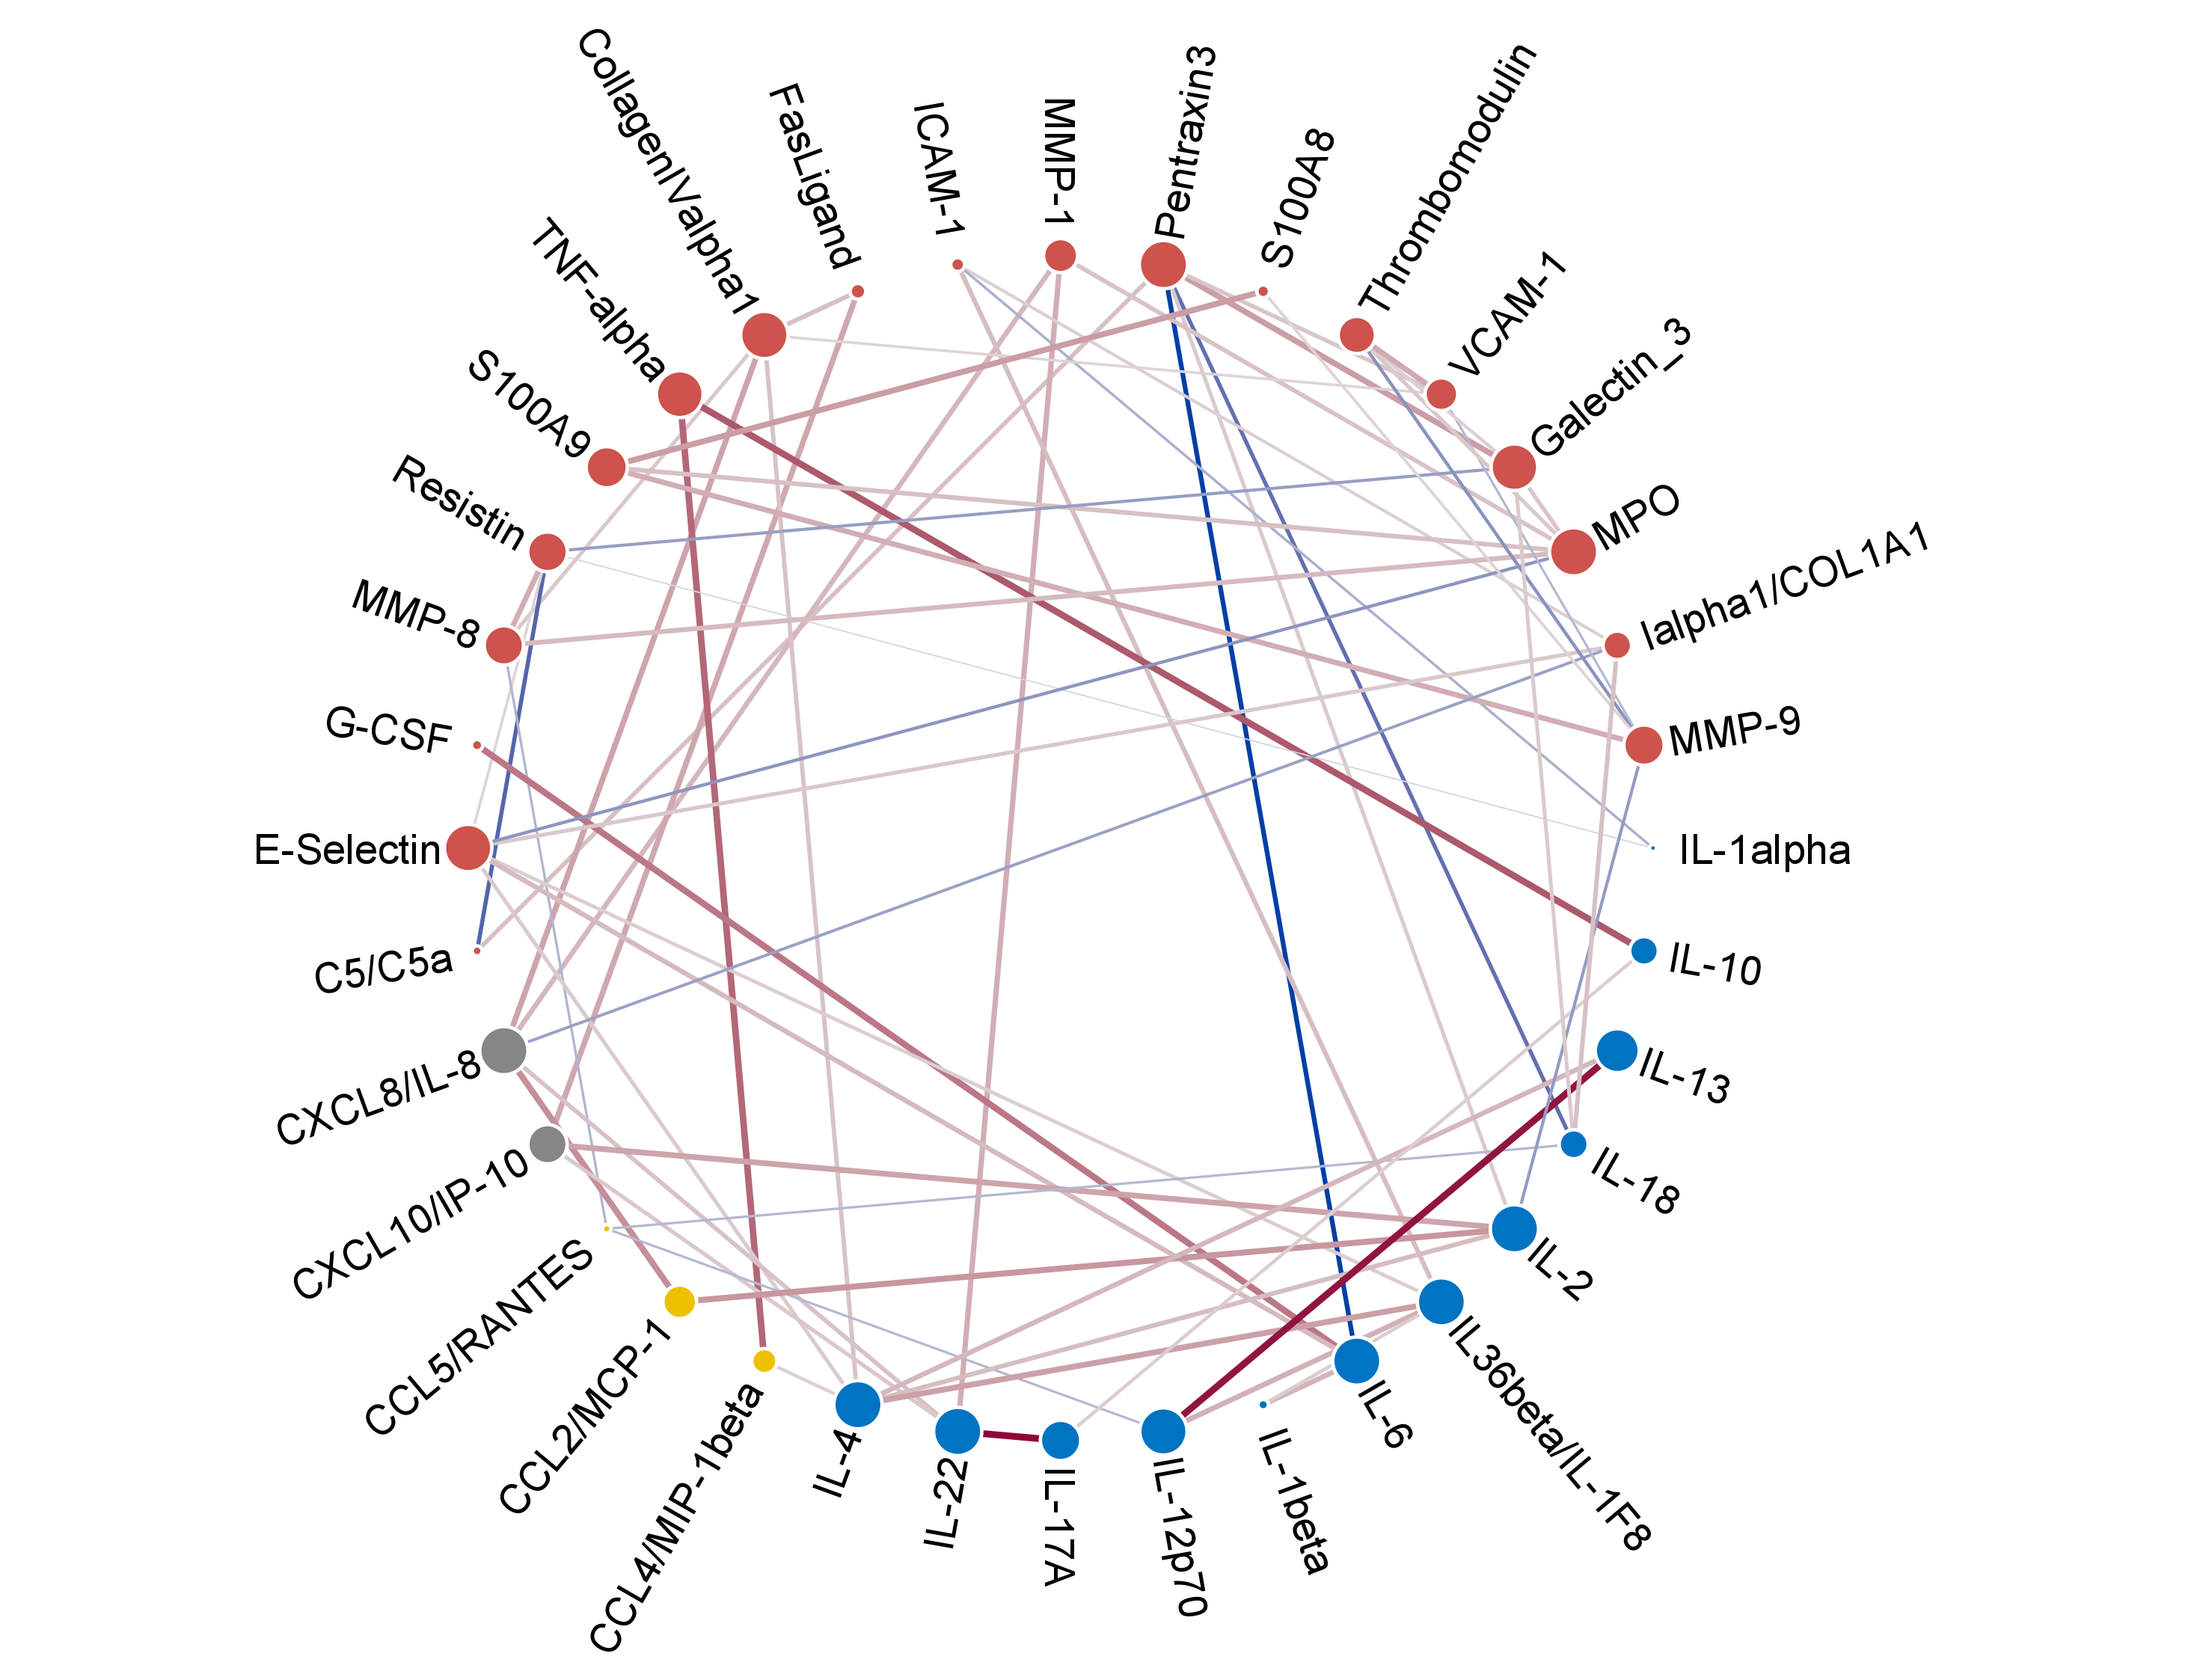 CollagenIValpha1
FasLigand
ICAM-1
MMP-1
Pentraxin3
S100A8
Thrombomodulin
VCAM-1
Galectin_3
MPO
Ialpha1/COL1A1
MMP-9
IL-1alpha
IL-10
IL-13
IL-18
IL-2
IL36beta/IL-1F8
IL-6
IL-1beta
IL-12p70
IL-17A
IL-22
IL-4
CCL4/MIP-1beta
CCL2/MCP-1
CCL5/RANTES
CXCL10/IP-10
CXCL8/IL-8
C5/C5a
E-Selectin
G-CSF
MMP-8
Resistin
S100A9
TNF-alpha